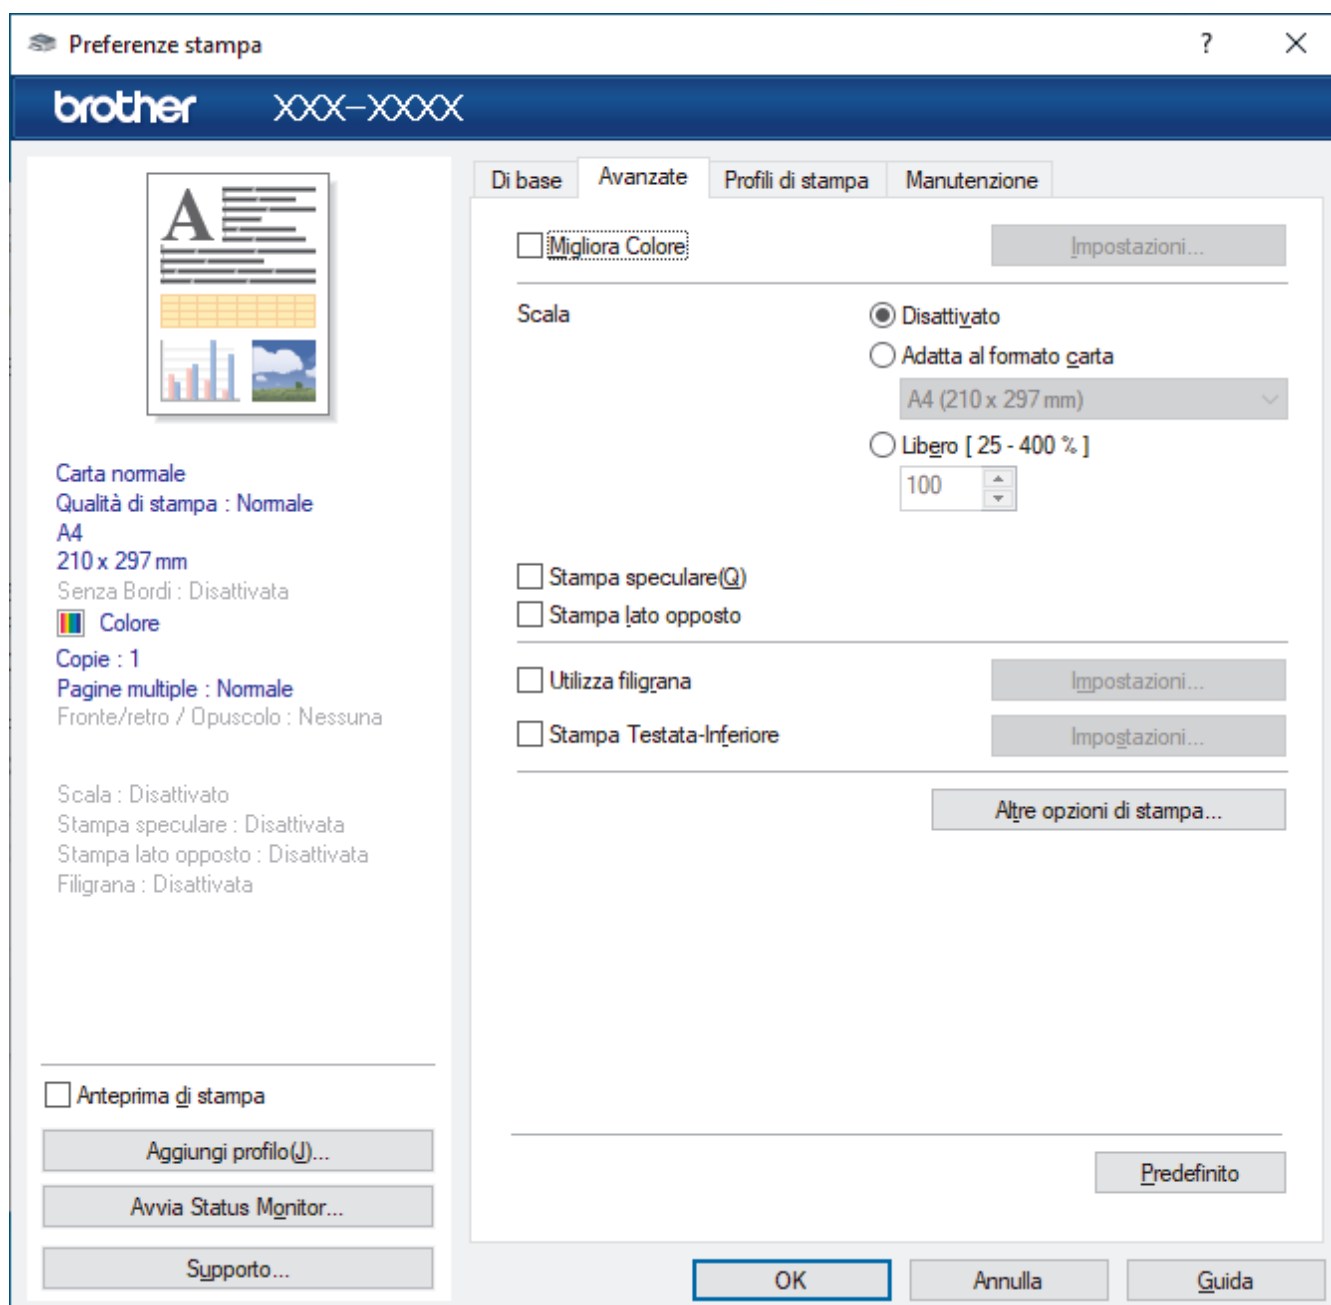 Preferenze stampa
?
brother XXX-XXXX
A
Carta normale
Qualità di stampa : Normale
A4
210 x 297 mm
Senza Bordi : Disattivata
Colore
Copie : 1
Pagine multiple : Normale
Fronte/retro / Opuscolo : Nessuna
Scala : Disattivato
Stampa speculare : Disattivata
Stampa lato opposto : Disattivata
Filigrana : Disattivata
Anteprima di stampa
Aggiungi profilo(J)...
Avvia Status Monitor...
Supporto...
Di base Avanzate Profili di stampa Manutenzione
Migliora Colore Impostazioni...
Scala Disattivato
Adatta al formato carta
A4 (210 x 297 mm)
Libero [ 25 - 400 % ]
100
Stampa speculare(Q)
Stampa lato opposto
Utilizza filigrana Impostazioni...
Stampa Testata-Inferiore Impostazioni...
Altre opzioni di stampa...
Predefinito
OK Annulla Guida